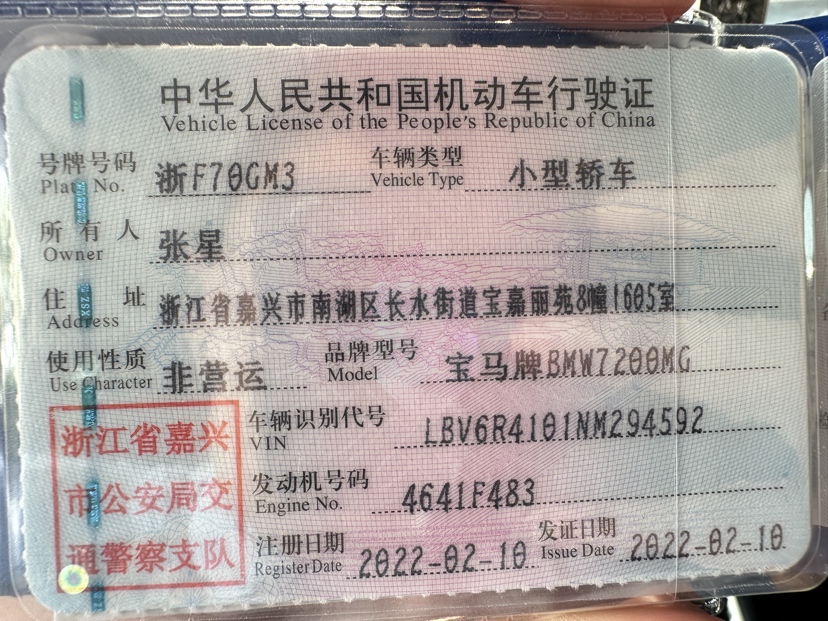 中华人民共和国机动车行驶证
Vehicle License of the People's Republic of China
号牌号码 Plate No. 浙F70GM3 车辆类型 Vehicle Type 小型轿车
所有人 Owner 张星
住址 Address 浙江省嘉兴市南湖区长水街道宝嘉丽苑8幢1605室
使用性质 Use Character 非营运 品牌型号 Model 宝马牌BMW7200MG
车辆识别代号 VIN LBV6R4101NM294592
发动机号码 Engine No. 4641F483
注册日期 Register Date 2022-02-10 发证日期 Issue Date 2022-02-10
浙江省嘉兴
市公安局交
通警察支队